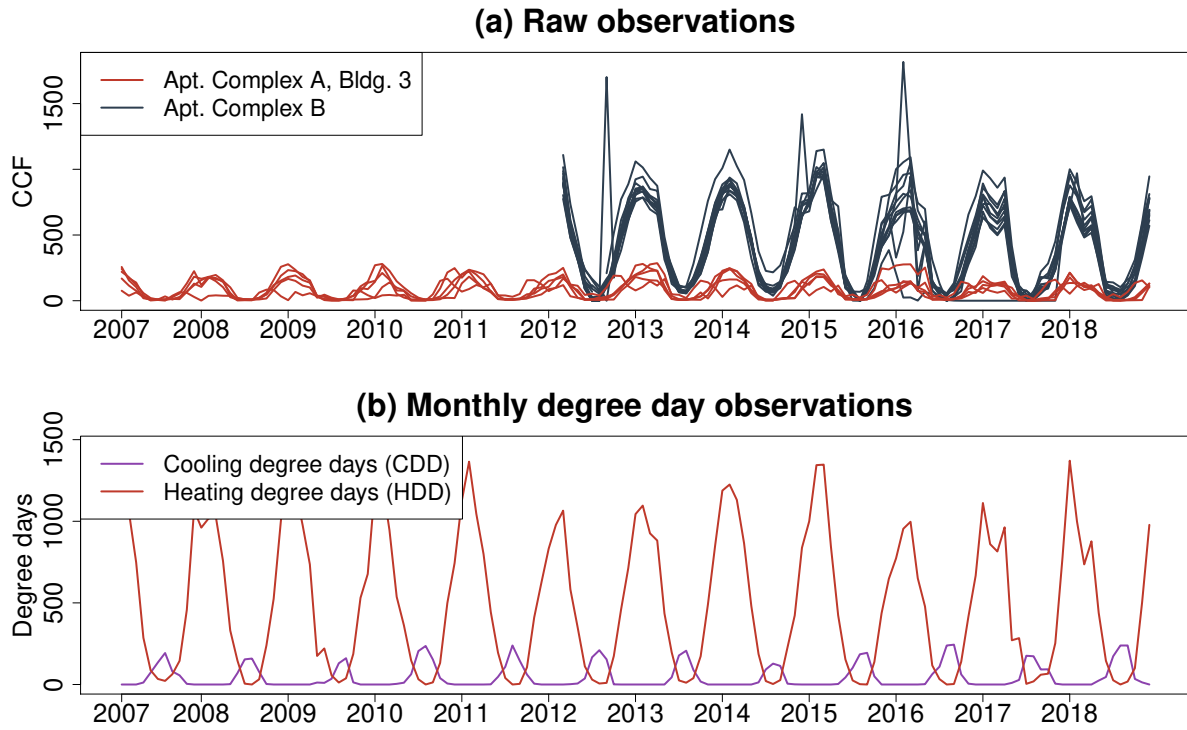 (a) Raw observations
Apt. Complex A, Bldg. 3
Apt. Complex B
CCF
1500
500
0
2007 2008 2009 2010 2011 2012 2013 2014 2015 2016 2017 2018
(b) Monthly degree day observations
Cooling degree days (CDD)
Heating degree days (HDD)
Degree days
1500
1000
500
0
2007 2008 2009 2010 2011 2012 2013 2014 2015 2016 2017 2018